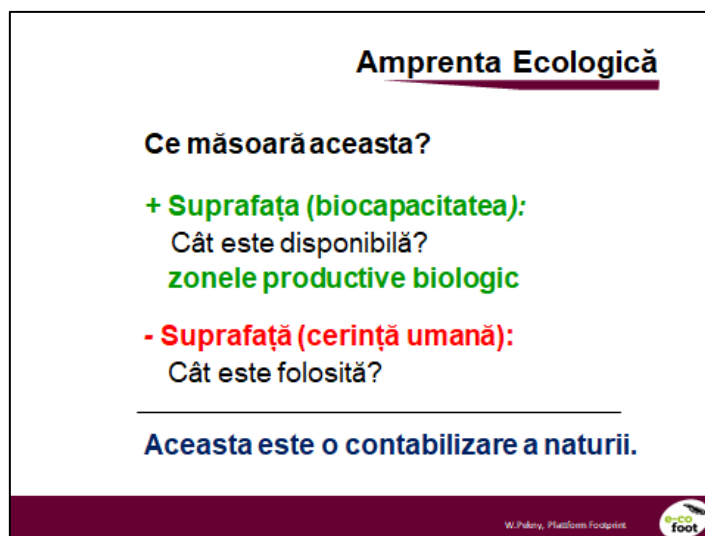 Amprenta Ecologică
Ce măsoară aceasta?
+ Suprafața (biocapacitatea):
Cât este disponibilă?
zonele productive biologic
- Suprafață (cerință umană):
Cât este folosită?
Aceasta este o contabilizare a naturii.
W.Pekny, Plattform Footprint
e-co
foot